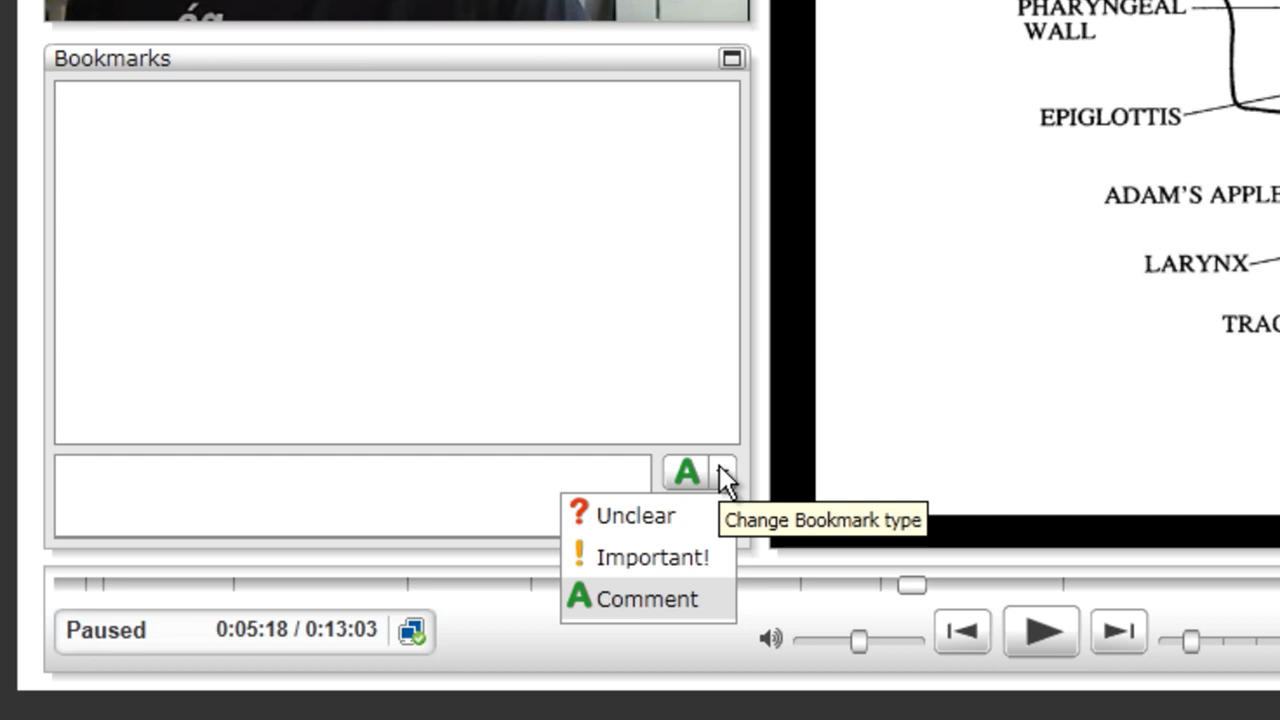 Bookmarks
PHARYNGEAL
WALL
EPIGLOTTIS
ADAM'S APPLE
LARYNX
A
Change Bookmark type
? Unclear
! Important!
A Comment
Paused
0:05:18 / 0:13:03